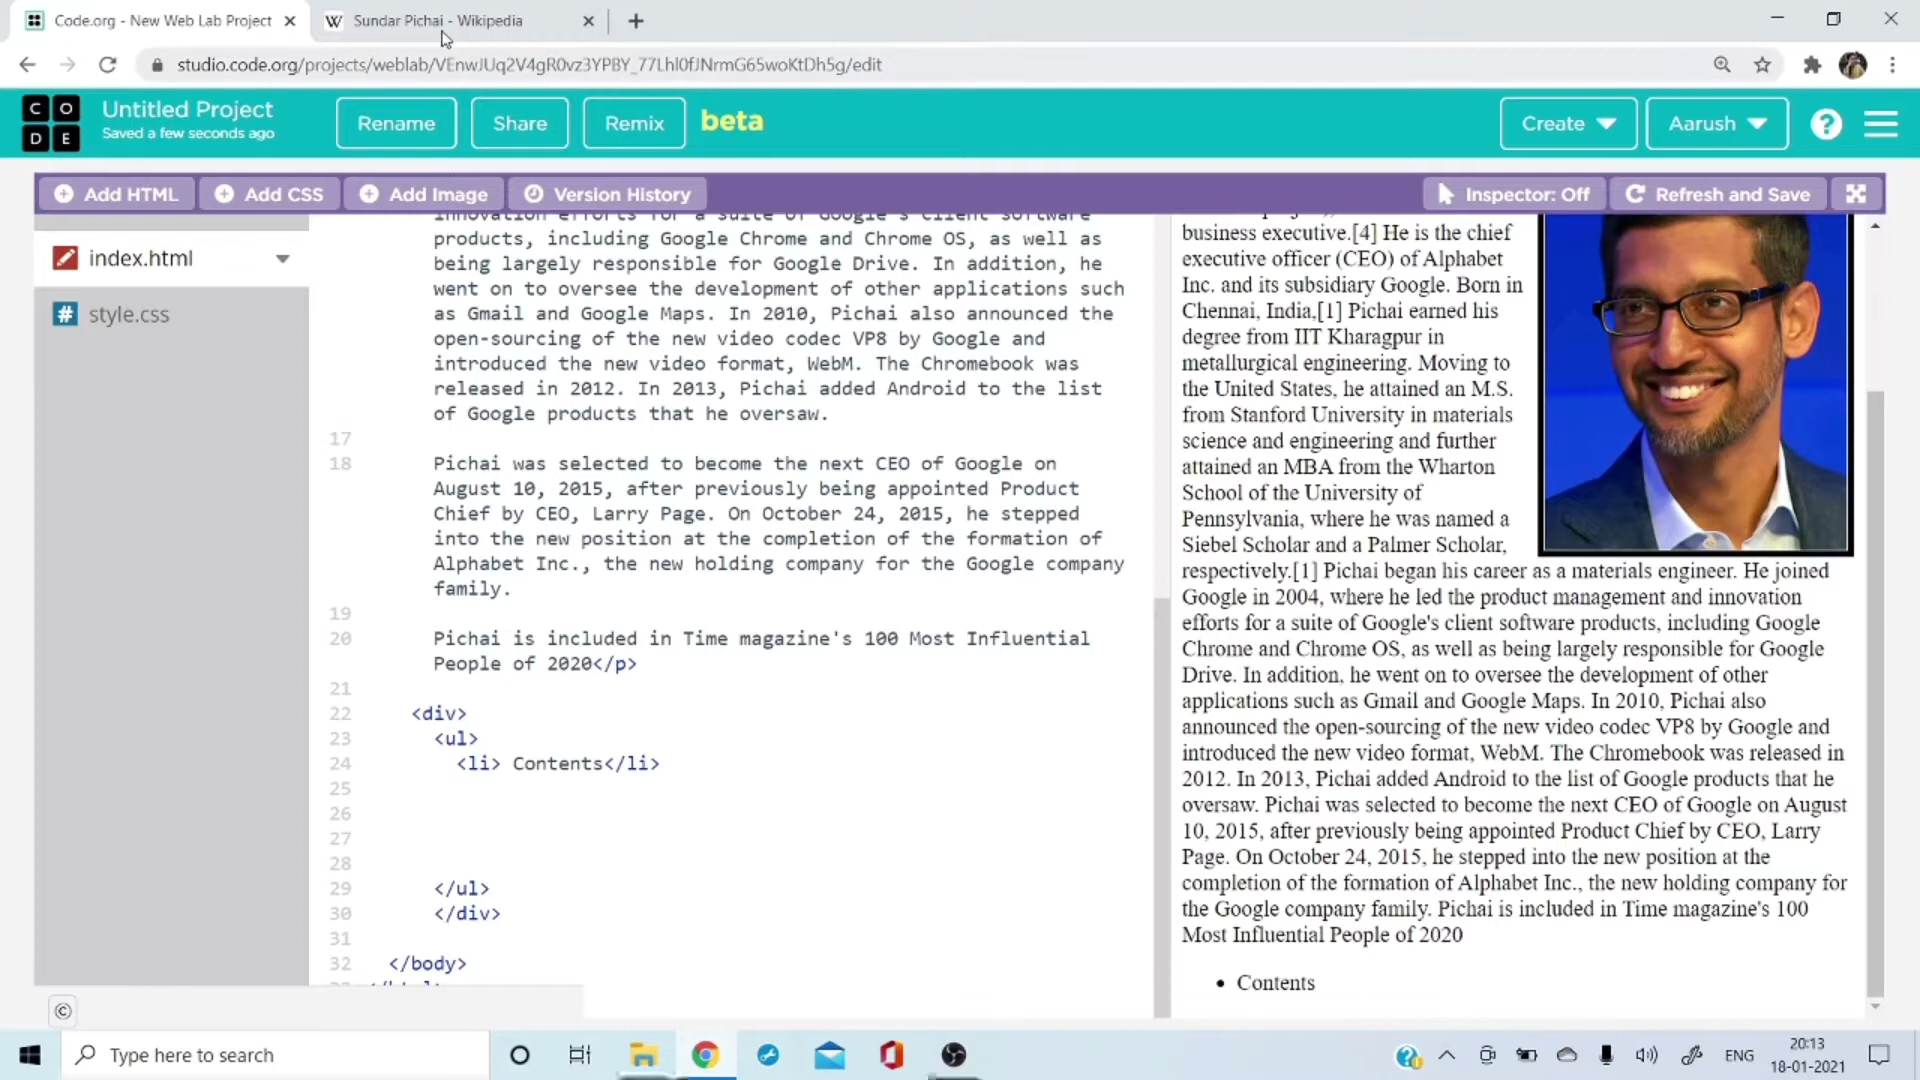 Code.org - New Web Lab Project
Sundar Pichai - Wikipedia
studio.code.org/projects/weblab/VEnwJUq2V4gR0vz3YPBY_77Lhl0fJNrmG65woKtDh5g/edit
C O
D E
Untitled Project
Saved a few seconds ago
Rename
Share
Remix
beta
Create
Aarush
?
Add HTML
Add CSS
Add Image
Version History
Inspector: Off
Refresh and Save
index.html
style.css
innovation efforts for a suite of Google's client software
products, including Google Chrome and Chrome OS, as well as
being largely responsible for Google Drive. In addition, he
went on to oversee the development of other applications such
as Gmail and Google Maps. In 2010, Pichai also announced the
open-sourcing of the new video codec VP8 by Google and
introduced the new video format, WebM. The Chromebook was
released in 2012. In 2013, Pichai added Android to the list
of Google products that he oversaw.
17
18 Pichai was selected to become the next CEO of Google on
August 10, 2015, after previously being appointed Product
Chief by CEO, Larry Page. On October 24, 2015, he stepped
into the new position at the completion of the formation of
Alphabet Inc., the new holding company for the Google company
family.
19
20 Pichai is included in Time magazine's 100 Most Influential
People of 2020</p>
21
22 <div>
23 <ul>
24 <li> Contents</li>
25
26
27
28
29 </ul>
30 </div>
31
32 </body>
business executive.[4] He is the chief
executive officer (CEO) of Alphabet
Inc. and its subsidiary Google. Born in
Chennai, India,[1] Pichai earned his
degree from IIT Kharagpur in
metallurgical engineering. Moving to
the United States, he attained an M.S.
from Stanford University in materials
science and engineering and further
attained an MBA from the Wharton
School of the University of
Pennsylvania, where he was named a
Siebel Scholar and a Palmer Scholar,
respectively.[1] Pichai began his career as a materials engineer. He joined
Google in 2004, where he led the product management and innovation
efforts for a suite of Google's client software products, including Google
Chrome and Chrome OS, as well as being largely responsible for Google
Drive. In addition, he went on to oversee the development of other
applications such as Gmail and Google Maps. In 2010, Pichai also
announced the open-sourcing of the new video codec VP8 by Google and
introduced the new video format, WebM. The Chromebook was released in
2012. In 2013, Pichai added Android to the list of Google products that he
oversaw. Pichai was selected to become the next CEO of Google on August
10, 2015, after previously being appointed Product Chief by CEO, Larry
Page. On October 24, 2015, he stepped into the new position at the
completion of the formation of Alphabet Inc., the new holding company for
the Google company family. Pichai is included in Time magazine's 100
Most Influential People of 2020
• Contents
©
Type here to search
ENG
20:13
18-01-2021